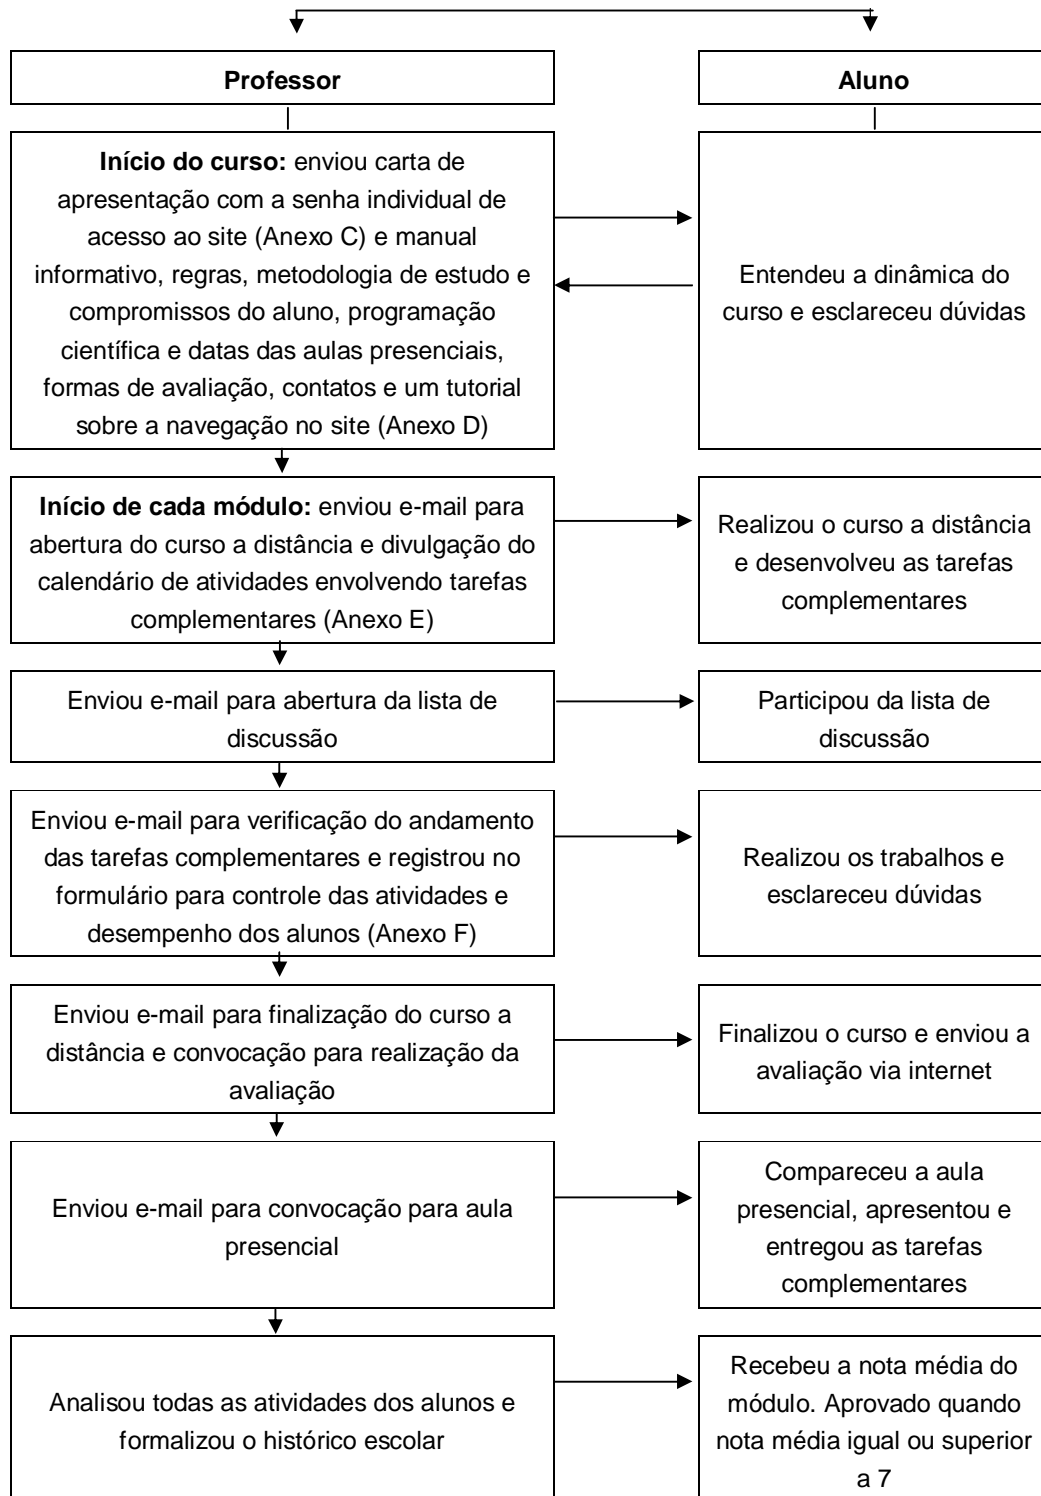 Professor
Aluno
Início do curso: enviou carta de
apresentação com a senha individual de
acesso ao site (Anexo C) e manual
informativo, regras, metodologia de estudo e
compromissos do aluno, programação
científica e datas das aulas presenciais,
formas de avaliação, contatos e um tutorial
sobre a navegação no site (Anexo D)
Entendeu a dinâmica do
curso e esclareceu dúvidas
Início de cada módulo: enviou e-mail para
abertura do curso a distância e divulgação do
calendário de atividades envolvendo tarefas
complementares (Anexo E)
Realizou o curso a distância
e desenvolveu as tarefas
complementares
Enviou e-mail para abertura da lista de
discussão
Participou da lista de
discussão
Enviou e-mail para verificação do andamento
das tarefas complementares e registrou no
formulário para controle das atividades e
desempenho dos alunos (Anexo F)
Realizou os trabalhos e
esclareceu dúvidas
Enviou e-mail para finalização do curso a
distância e convocação para realização da
avaliação
Finalizou o curso e enviou a
avaliação via internet
Enviou e-mail para convocação para aula
presencial
Compareceu a aula
presencial, apresentou e
entregou as tarefas
complementares
Analisou todas as atividades dos alunos e
formalizou o histórico escolar
Recebeu a nota média do
módulo. Aprovado quando
nota média igual ou superior
a 7